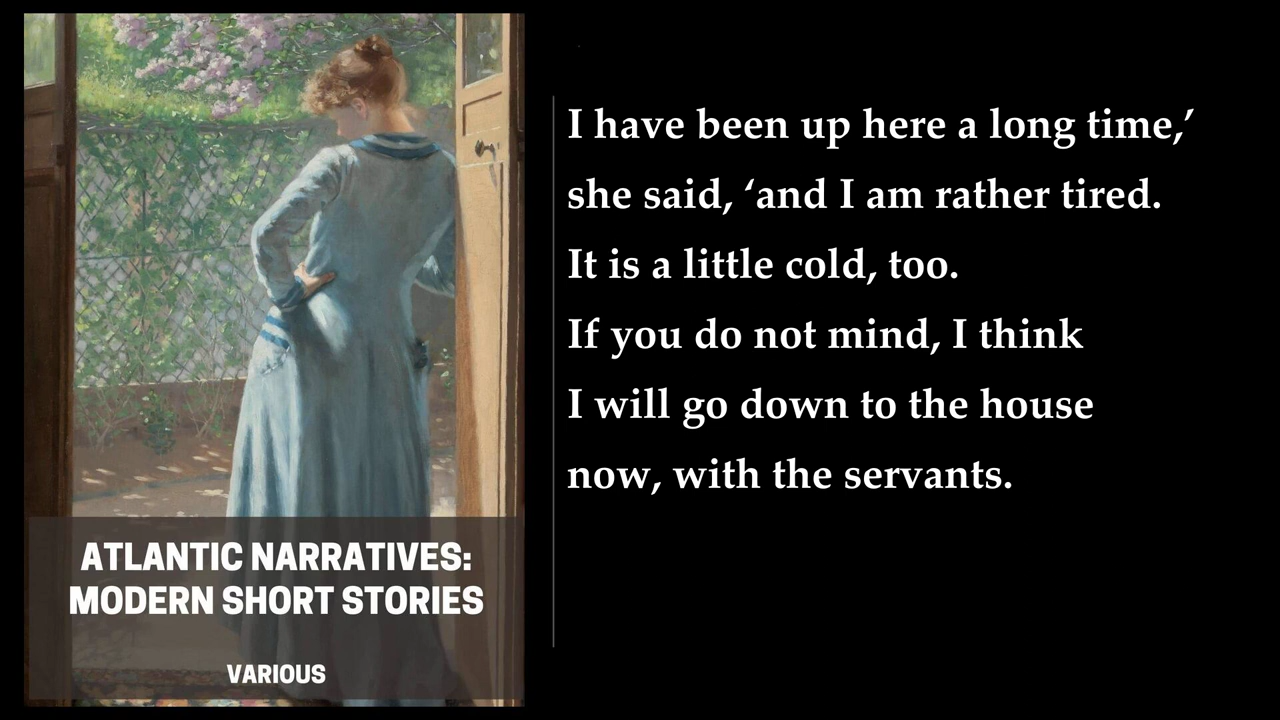 ATLANTIC NARRATIVES:
MODERN SHORT STORIES
VARIOUS
I have been up here a long time,’
she said, ‘and I am rather tired.
It is a little cold, too.
If you do not mind, I think
I will go down to the house
now, with the servants.